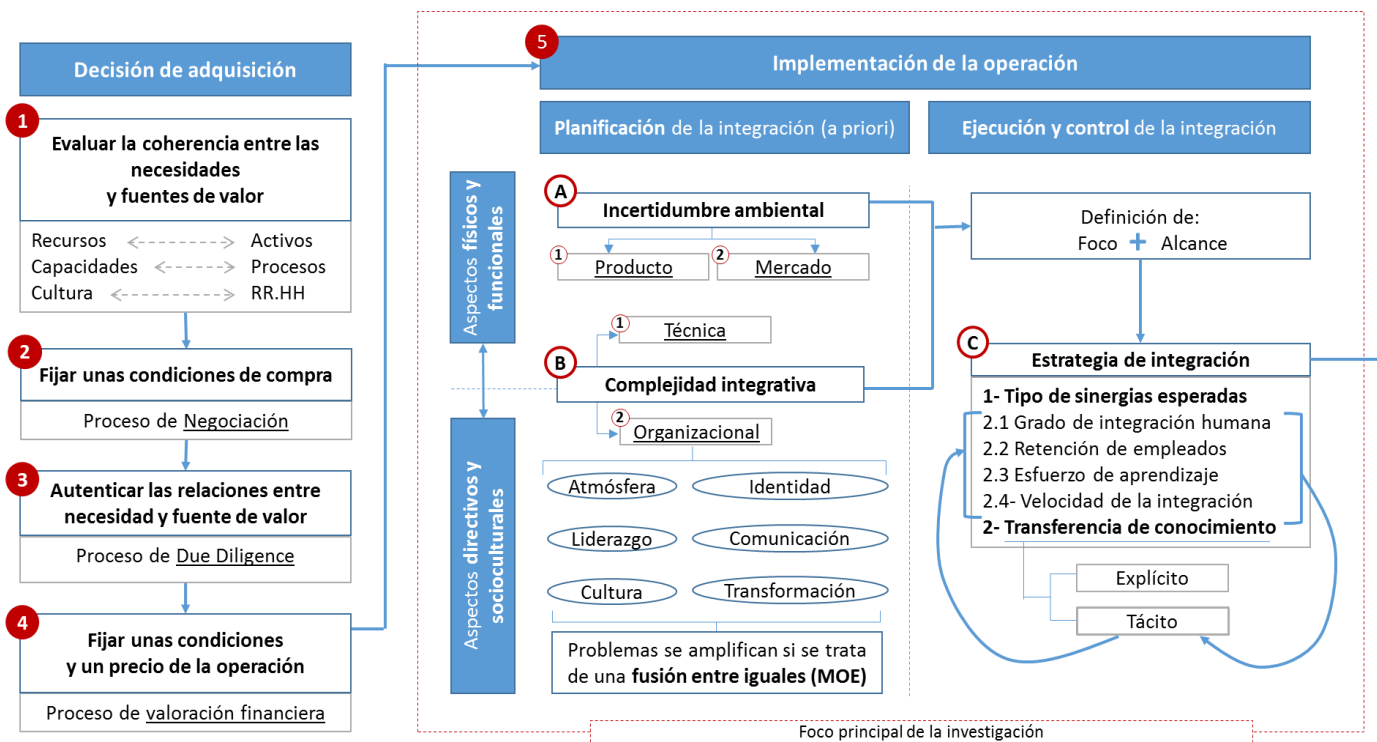 Decisión de adquisición
1
Evaluar la coherencia entre las
necesidades
y fuentes de valor
Recursos Activos
Capacidades Procesos
Cultura RR.HH
2
Fijar unas condiciones de compra
Proceso de Negociación
3
Autenticar las relaciones entre
necesidad y fuente de valor
Proceso de Due Diligence
4
Fijar unas condiciones
y un precio de la operación
Proceso de valoración financiera
5
Implementación de la operación
Planificación de la integración (a priori)
Ejecución y control de la integración
Aspectos físicos y
funcionales
Aspectos directivos y
socioculturales
A
Incertidumbre ambiental
1
Producto
2
Mercado
1
Técnica
B
Complejidad integrativa
2
Organizacional
Atmósfera Identidad
Liderazgo Comunicación
Cultura Transformación
Problemas se amplifican si se trata
de una fusión entre iguales (MOE)
Definición de:
Foco + Alcance
C
Estrategia de integración
1- Tipo de sinergias esperadas
2.1 Grado de integración humana
2.2 Retención de empleados
2.3 Esfuerzo de aprendizaje
2.4- Velocidad de la integración
2- Transferencia de conocimiento
Explícito
Tácito
Foco principal de la investigación